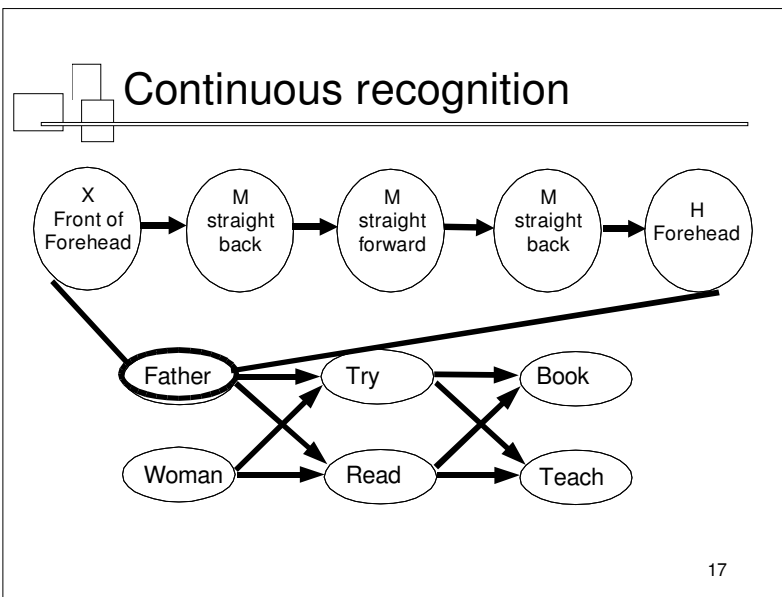 Continuous recognition
X
Front of
Forehead
M
straight
back
M
straight
forward
M
straight
back
H
Forehead
Father
Try
Book
Woman
Read
Teach
17